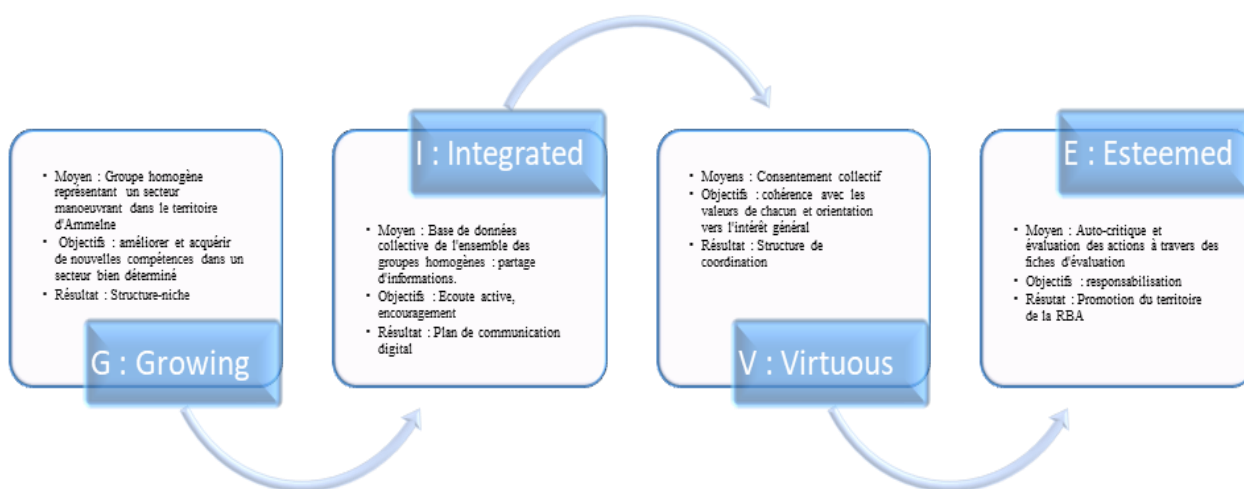 • Moyen : Groupe homogène
représentant un secteur
manoeuvrant dans le territoire
d'Ammelne
• Objectifs : améliorer et acquérir
de nouvelles compétences dans un
secteur bien déterminé
• Résultat : Structure-niche
G : Growing
I : Integrated
• Moyen : Base de données
collective de l'ensemble des
groupes homogènes : partage
d'informations.
• Objectifs : Ecoute active,
encouragement
• Résultat : Plan de communication
digital
• Moyens : Consentement collectif
• Objectifs : cohérence avec les
valeurs de chacun et orientation
vers l'intérêt général
• Résultat : Structure de
coordination
V : Virtuous
E : Esteemed
• Moyen : Auto-critique et
évaluation des actions à travers des
fiches d'évaluation
• Objectifs : responsabilisation
• Résutat : Promotion du territoire
de la RBA